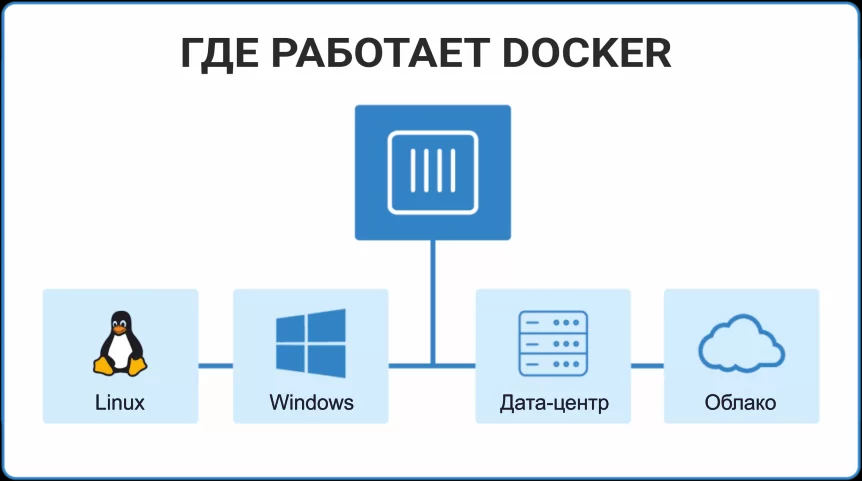 ГДЕ РАБОТАЕТ DOCKER
Linux
Windows
Дата-центр
Облако